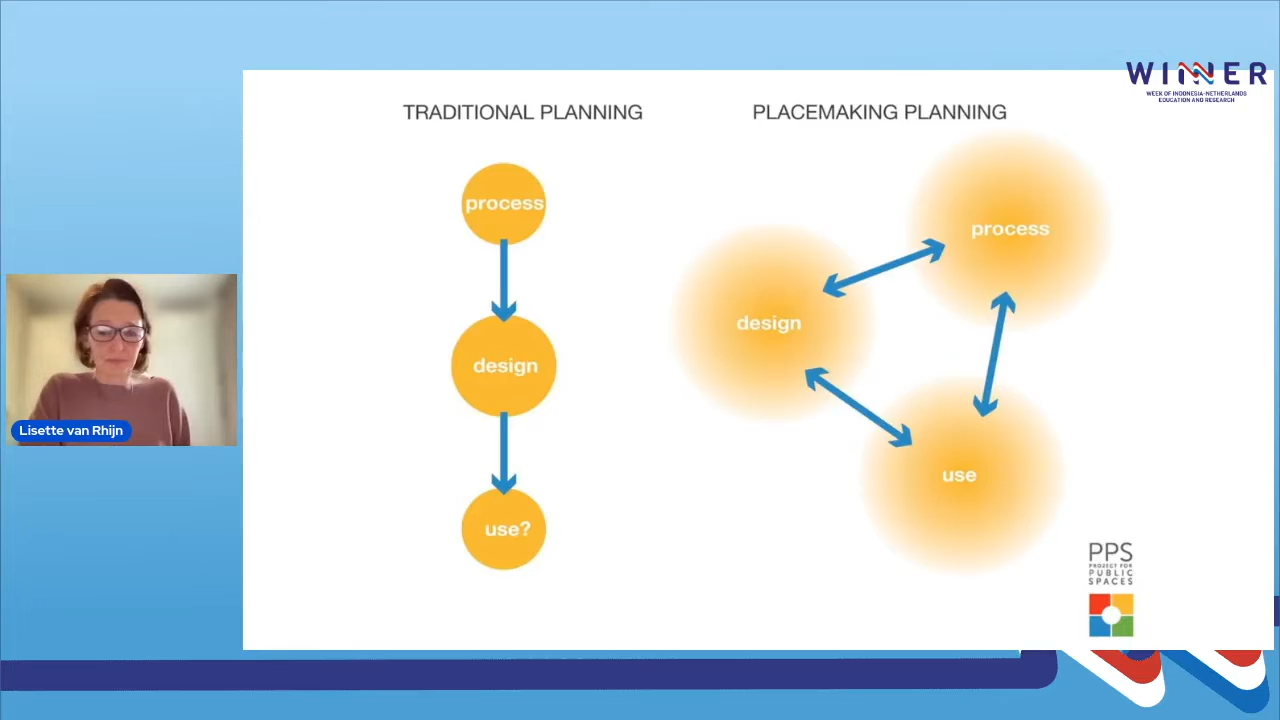 WINNER
WEEK OF INDONESIA-NETHERLANDS
EDUCATION AND RESEARCH
TRADITIONAL PLANNING
process
design
use?
PLACEMAKING PLANNING
process
design
use
PPS
PROJECT FOR
PUBLIC
SPACES
Lisette van Rhijn